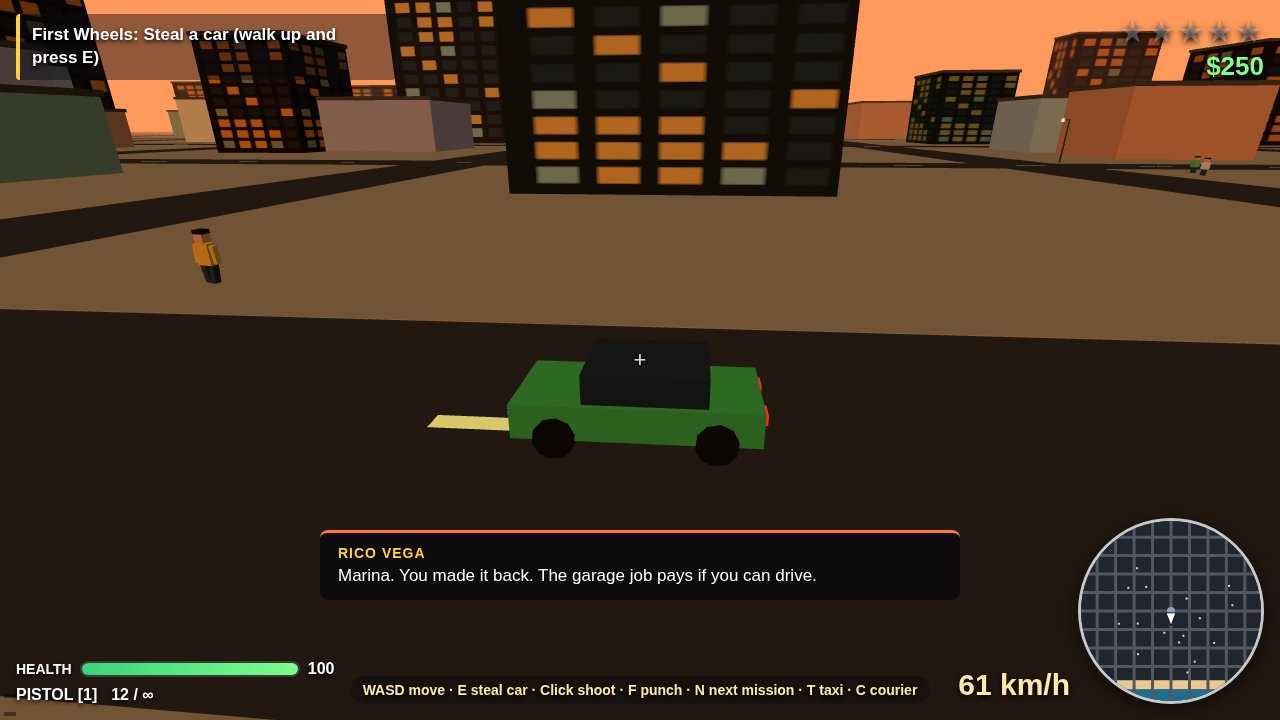 First Wheels: Steal a car (walk up and
press E)
★ ★ ★ ★ ★
$250
+
RICO VEGA
Marina. You made it back. The garage job pays if you can drive.
HEALTH 100
PISTOL [1] 12 / ∞
WASD move · E steal car · Click shoot · F punch · N next mission · T taxi · C courier
61 km/h